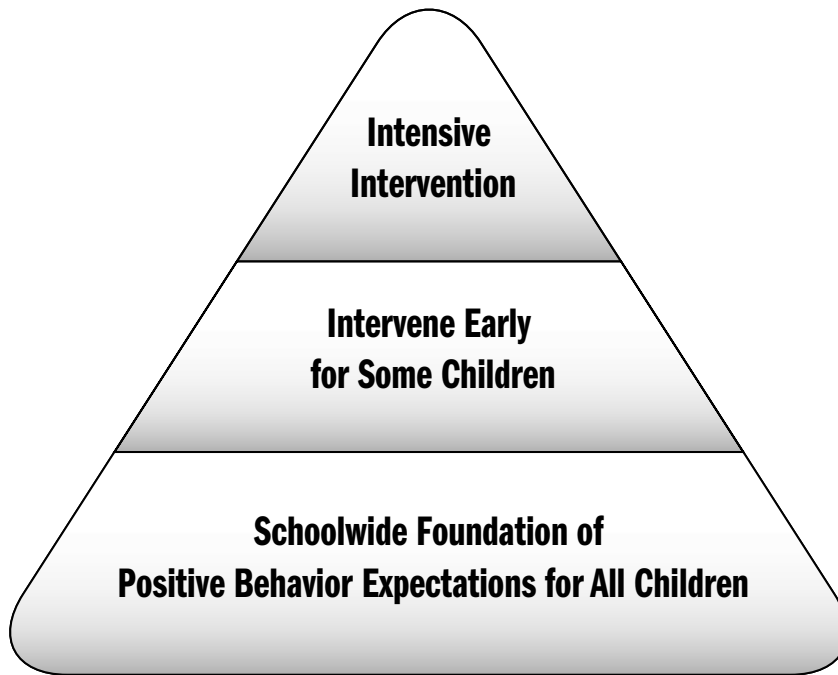 Intensive
Intervention
Intervene Early
for Some Children
Schoolwide Foundation of
Positive Behavior Expectations for All Children